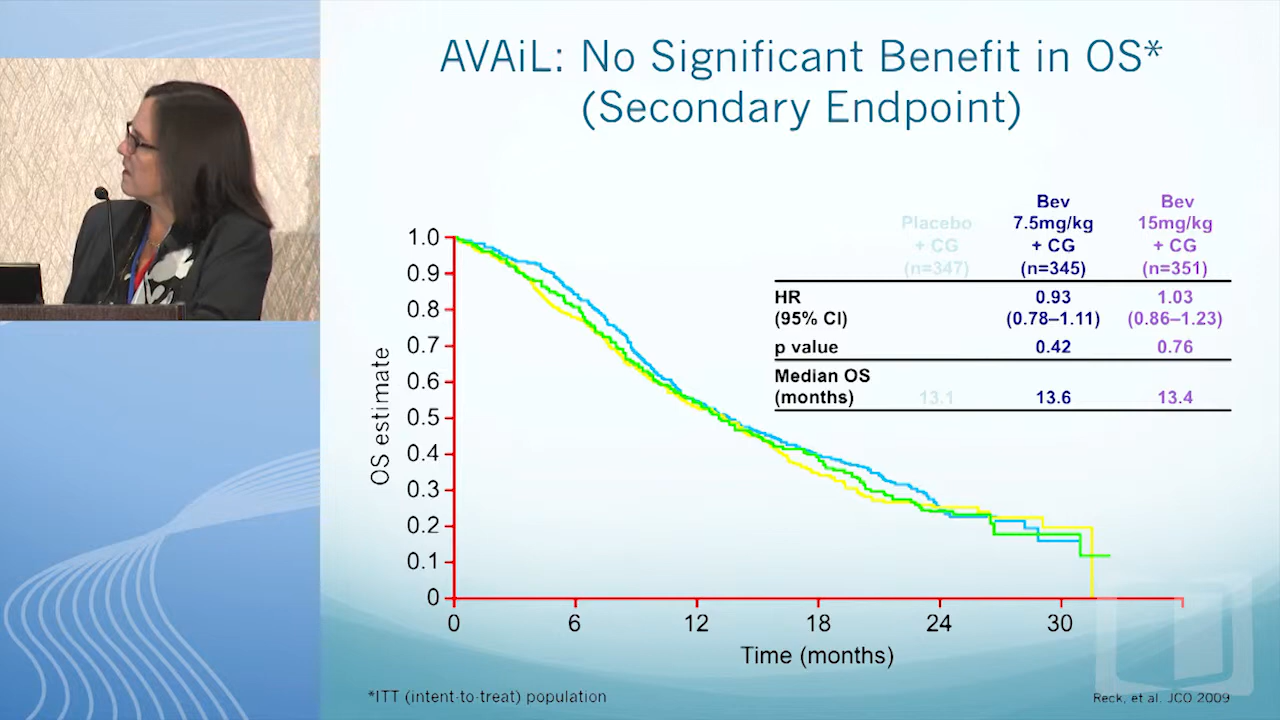 AVAiL: No Significant Benefit in OS*
(Secondary Endpoint)
Placebo
+ CG
(n=347)
Bev
7.5mg/kg
+ CG
(n=345)
Bev
15mg/kg
+ CG
(n=351)
HR
(95% CI)
0.93
(0.78–1.11)
1.03
(0.86–1.23)
p value 0.42 0.76
Median OS
(months) 13.1 13.6 13.4
OS estimate
1.0
0.9
0.8
0.7
0.6
0.5
0.4
0.3
0.2
0.1
0
0 6 12 18 24 30
Time (months)
*ITT (intent-to-treat) population
Reck, et al. JCO 2009